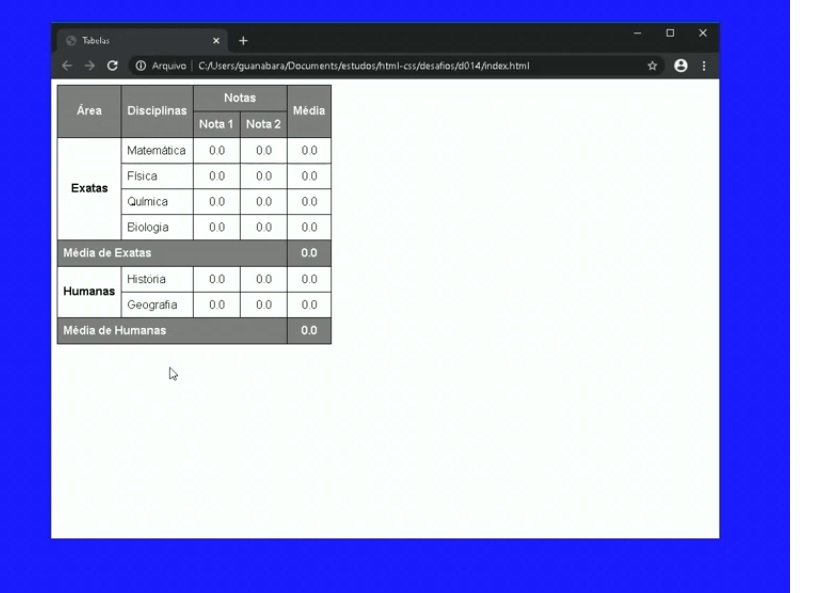 Tabelas
Arquivo | C:/Users/guanabara/Documents/estudos/html-css/desafios/d014/index.html
Área Disciplinas Notas Média
Nota 1 Nota 2
Exatas Matemática 0.0 0.0 0.0
Física 0.0 0.0 0.0
Química 0.0 0.0 0.0
Biologia 0.0 0.0 0.0
Média de Exatas 0.0
Humanas História 0.0 0.0 0.0
Geografia 0.0 0.0 0.0
Média de Humanas 0.0